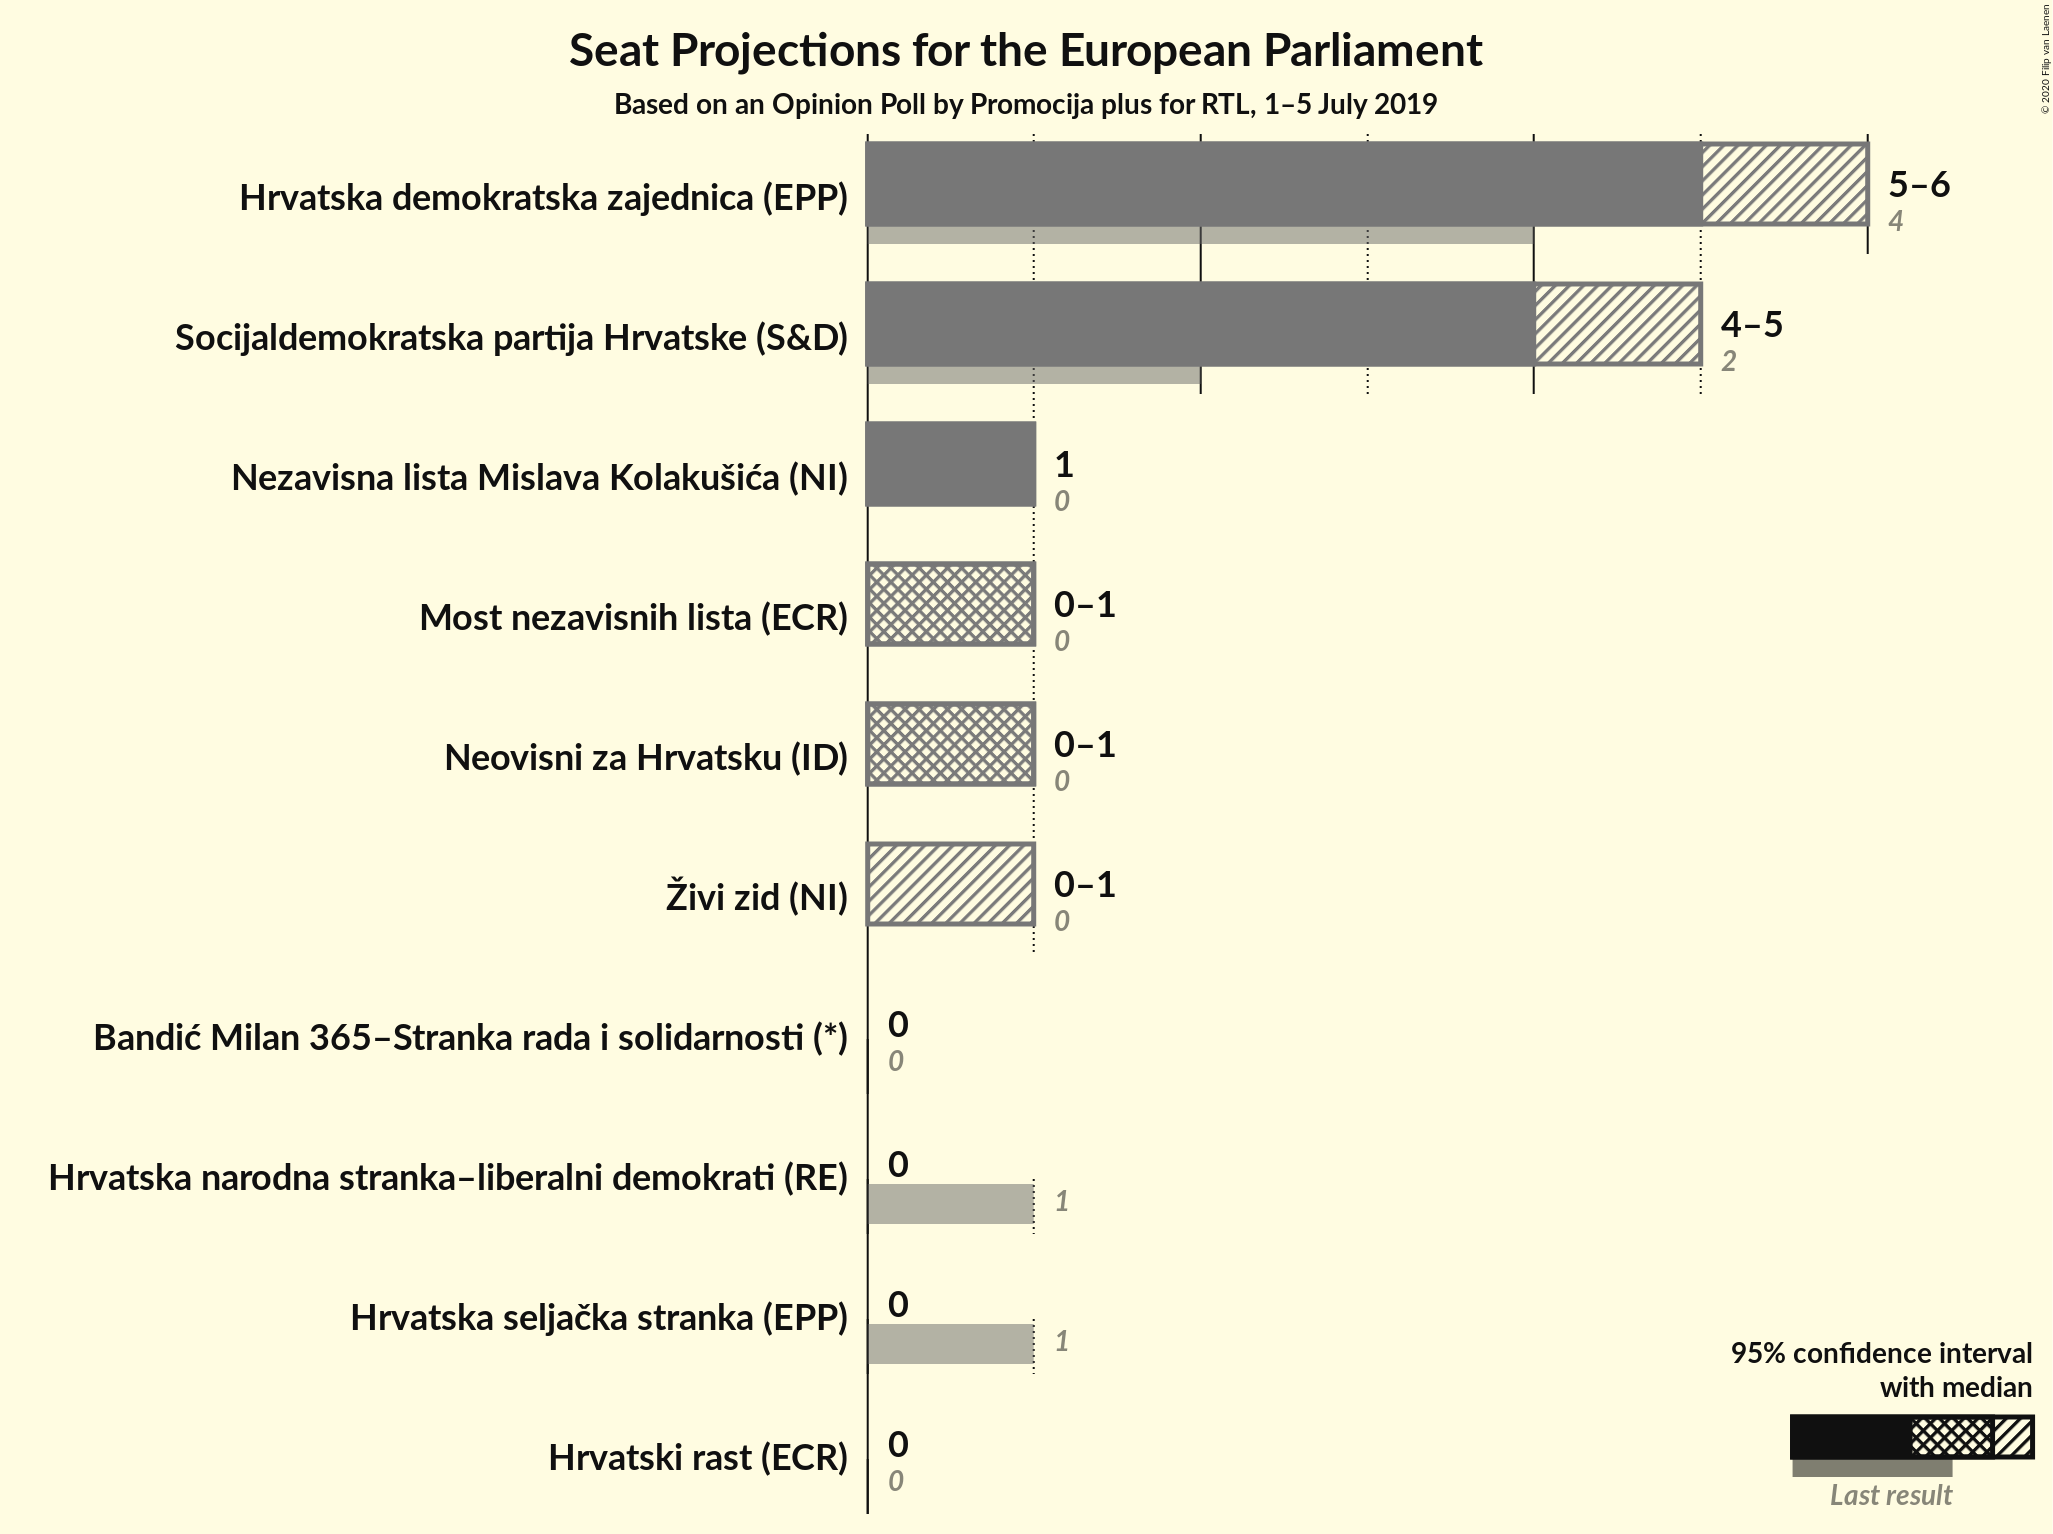 Seat Projections for the European Parliament
Based on an Opinion Poll by Promocija plus for RTL, 1–5 July 2019
© 2020 Filip van Laenen
Hrvatska demokratska zajednica (EPP)
5–6
4
Socijaldemokratska partija Hrvatske (S&D)
4–5
2
Nezavisna lista Mislava Kolakušića (NI)
1
0
Most nezavisnih lista (ECR)
0–1
0
Neovisni za Hrvatsku (ID)
0–1
0
Živi zid (NI)
0–1
0
Bandić Milan 365–Stranka rada i solidarnosti (*)
0
0
Hrvatska narodna stranka–liberalni demokrati (RE)
0
1
Hrvatska seljačka stranka (EPP)
0
1
Hrvatski rast (ECR)
0
0
95% confidence interval
with median
Last result